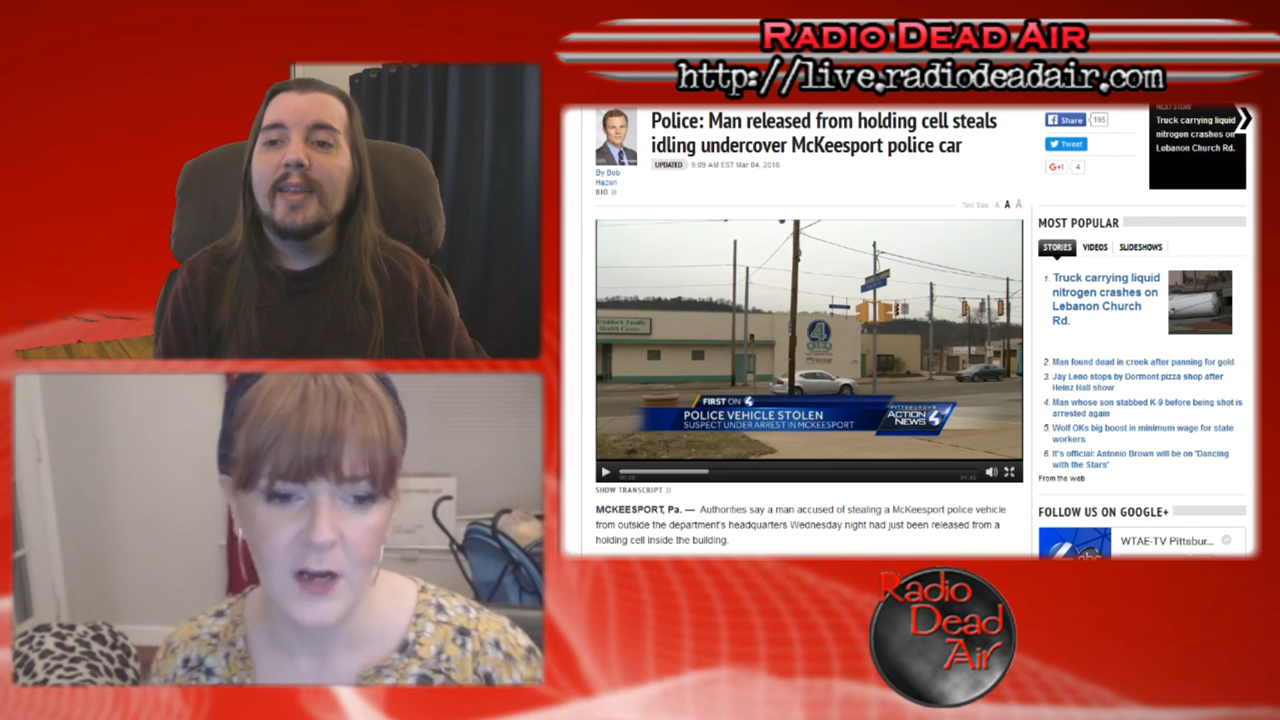 RADIO DEAD AIR
http://live.radiodeadair.com
Police: Man released from holding cell steals
idling undercover McKeesport police car
UPDATED 9:09 AM EST Mar 04, 2016
By Bob
Hazen
BIO »
Share 195
Tweet
G+1 4
NEXT STORY
Truck carrying liquid
nitrogen crashes on
Lebanon Church Rd.
Text Size: A A A
4
FIRST ON 4
POLICE VEHICLE STOLEN
SUSPECT UNDER ARREST IN MCKEESPORT
PITTSBURGH'S
ACTION
NEWS 4
SHOW TRANSCRIPT »
MCKEESPORT, Pa. — Authorities say a man accused of stealing a McKeesport police vehicle
from outside the department's headquarters Wednesday night had just been released from a
holding cell inside the building.
MOST POPULAR
STORIES VIDEOS SLIDESHOWS
1. Truck carrying liquid
nitrogen crashes on
Lebanon Church
Rd.
2. Man found dead in creek after panning for gold
3. Jay Leno stops by Dormont pizza shop after
Heinz Hall show
4. Man whose son stabbed K-9 before being shot is
arrested again
5. Wolf OKs big boost in minimum wage for state
workers
6. It's official: Antonio Brown will be on 'Dancing
with the Stars'
From the web
FOLLOW US ON GOOGLE+
WTAE-TV Pittsbur...
Radio
Dead
Air